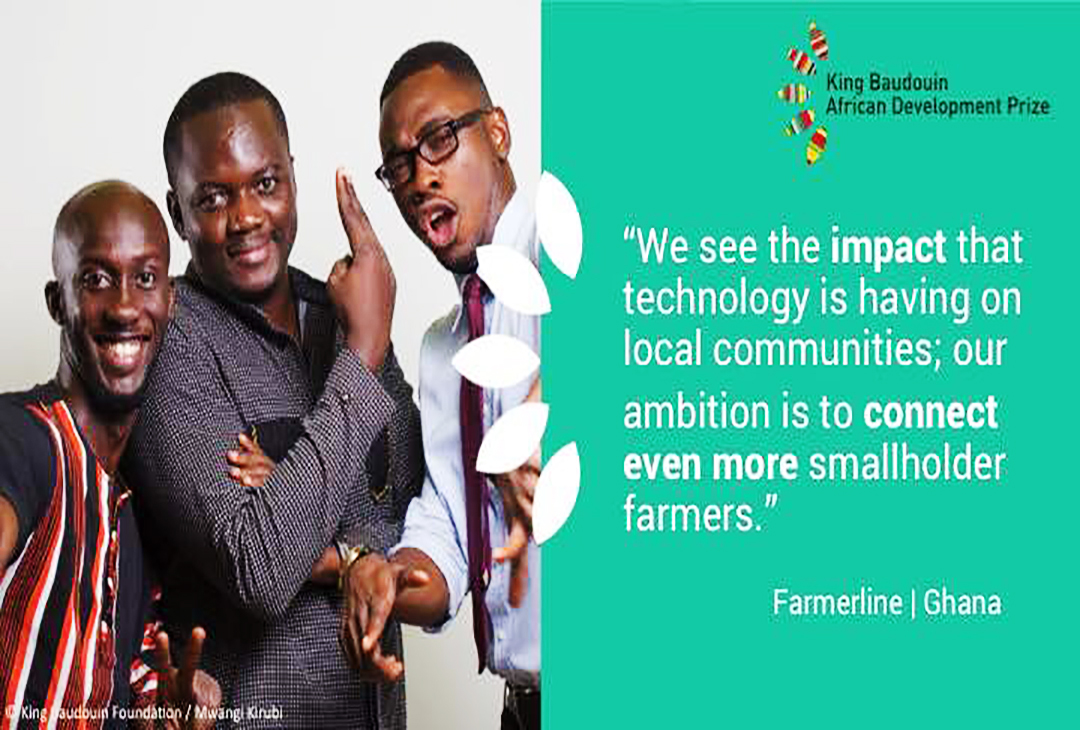 King Baudouin
African Development Prize
“We see the impact that
technology is having on
local communities; our
ambition is to connect
even more smallholder
farmers.”
Farmerline | Ghana
© King Baudouin Foundation / Mwangi Kirubi